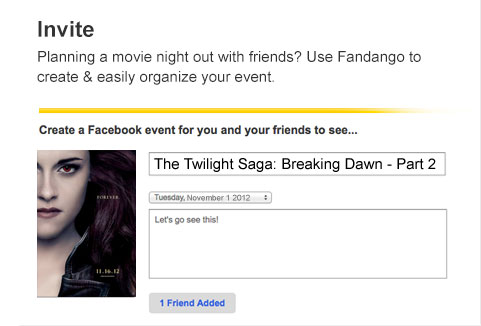 Invite
Planning a movie night out with friends? Use Fandango to
create & easily organize your event.
Create a Facebook event for you and your friends to see...
The Twilight Saga: Breaking Dawn - Part 2
Tuesday, November 1 2012
Let's go see this!
FOREVER
11.16.12
1 Friend Added